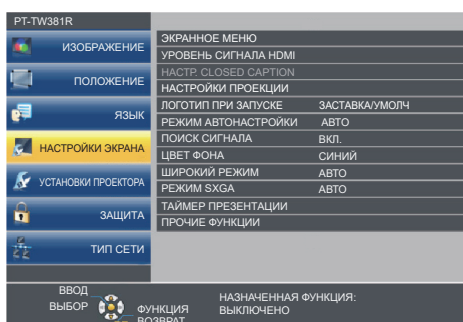 PT-TW381R
ИЗОБРАЖЕНИЕ
ПОЛОЖЕНИЕ
ЯЗЫК
НАСТРОЙКИ ЭКРАНА
УСТАНОВКИ ПРОЕКТОРА
ЗАЩИТА
ТИП СЕТИ
ЭКРАННОЕ МЕНЮ
УРОВЕНЬ СИГНАЛА HDMI
НАСТР. CLOSED CAPTION
НАСТРОЙКИ ПРОЕКЦИИ
ЛОГОТИП ПРИ ЗАПУСКЕ ЗАСТАВКА/УМОЛЧ
РЕЖИМ АВТОНАСТРОЙКИ АВТО
ПОИСК СИГНАЛА ВКЛ.
ЦВЕТ ФОНА СИНИЙ
ШИРОКИЙ РЕЖИМ АВТО
РЕЖИМ SXGA АВТО
ТАЙМЕР ПРЕЗЕНТАЦИИ
ПРОЧИЕ ФУНКЦИИ
ВВОД
ВЫБОР
ФУНКЦИЯ
ВОЗВРАТ
НАЗНАЧЕННАЯ ФУНКЦИЯ:
ВЫКЛЮЧЕНО